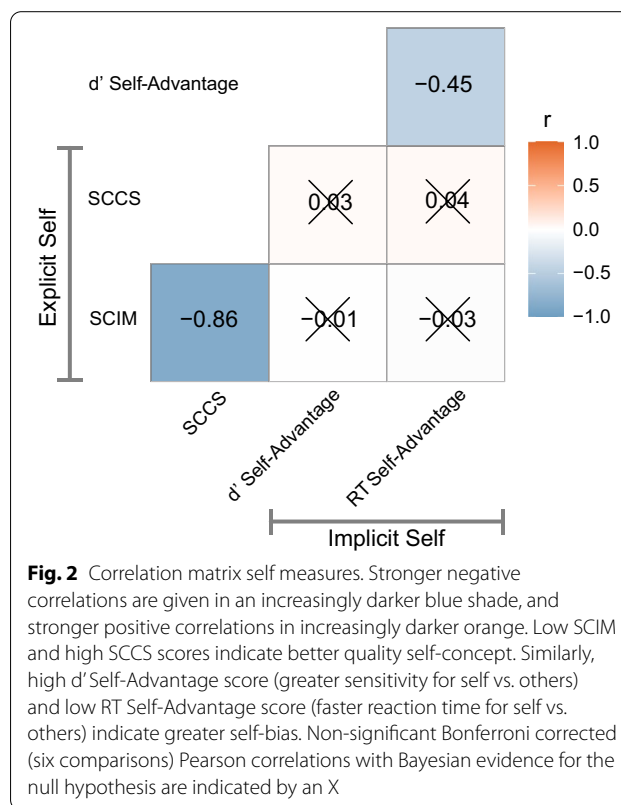 d' Self-Advantage
−0.45
r
1.0
0.5
0.0
−0.5
−1.0
Explicit Self
SCCS
0.03
0.04
SCIM
−0.86
−0.01
−0.03
SCCS
d' Self-Advantage
RT Self-Advantage
Implicit Self
Fig. 2 Correlation matrix self measures. Stronger negative
correlations are given in an increasingly darker blue shade, and
stronger positive correlations in increasingly darker orange. Low SCIM
and high SCCS scores indicate better quality self-concept. Similarly,
high d' Self-Advantage score (greater sensitivity for self vs. others)
and low RT Self-Advantage score (faster reaction time for self vs.
others) indicate greater self-bias. Non-significant Bonferroni corrected
(six comparisons) Pearson correlations with Bayesian evidence for the
null hypothesis are indicated by an X